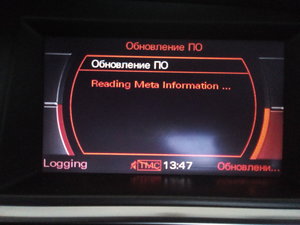 Обновление ПО
Обновление ПО
Reading Meta Information ...
Logging TMC 13:47 Обновлени...